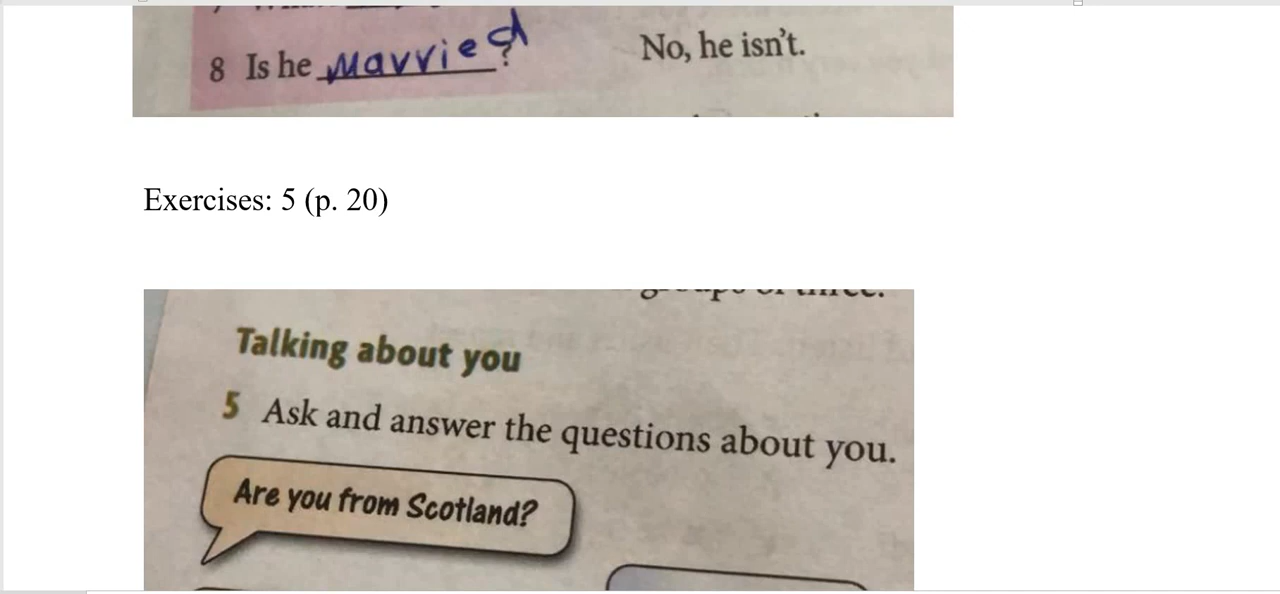 8 Is he married? No, he isn't.
Exercises: 5 (p. 20)
Talking about you
5 Ask and answer the questions about you.
Are you from Scotland?